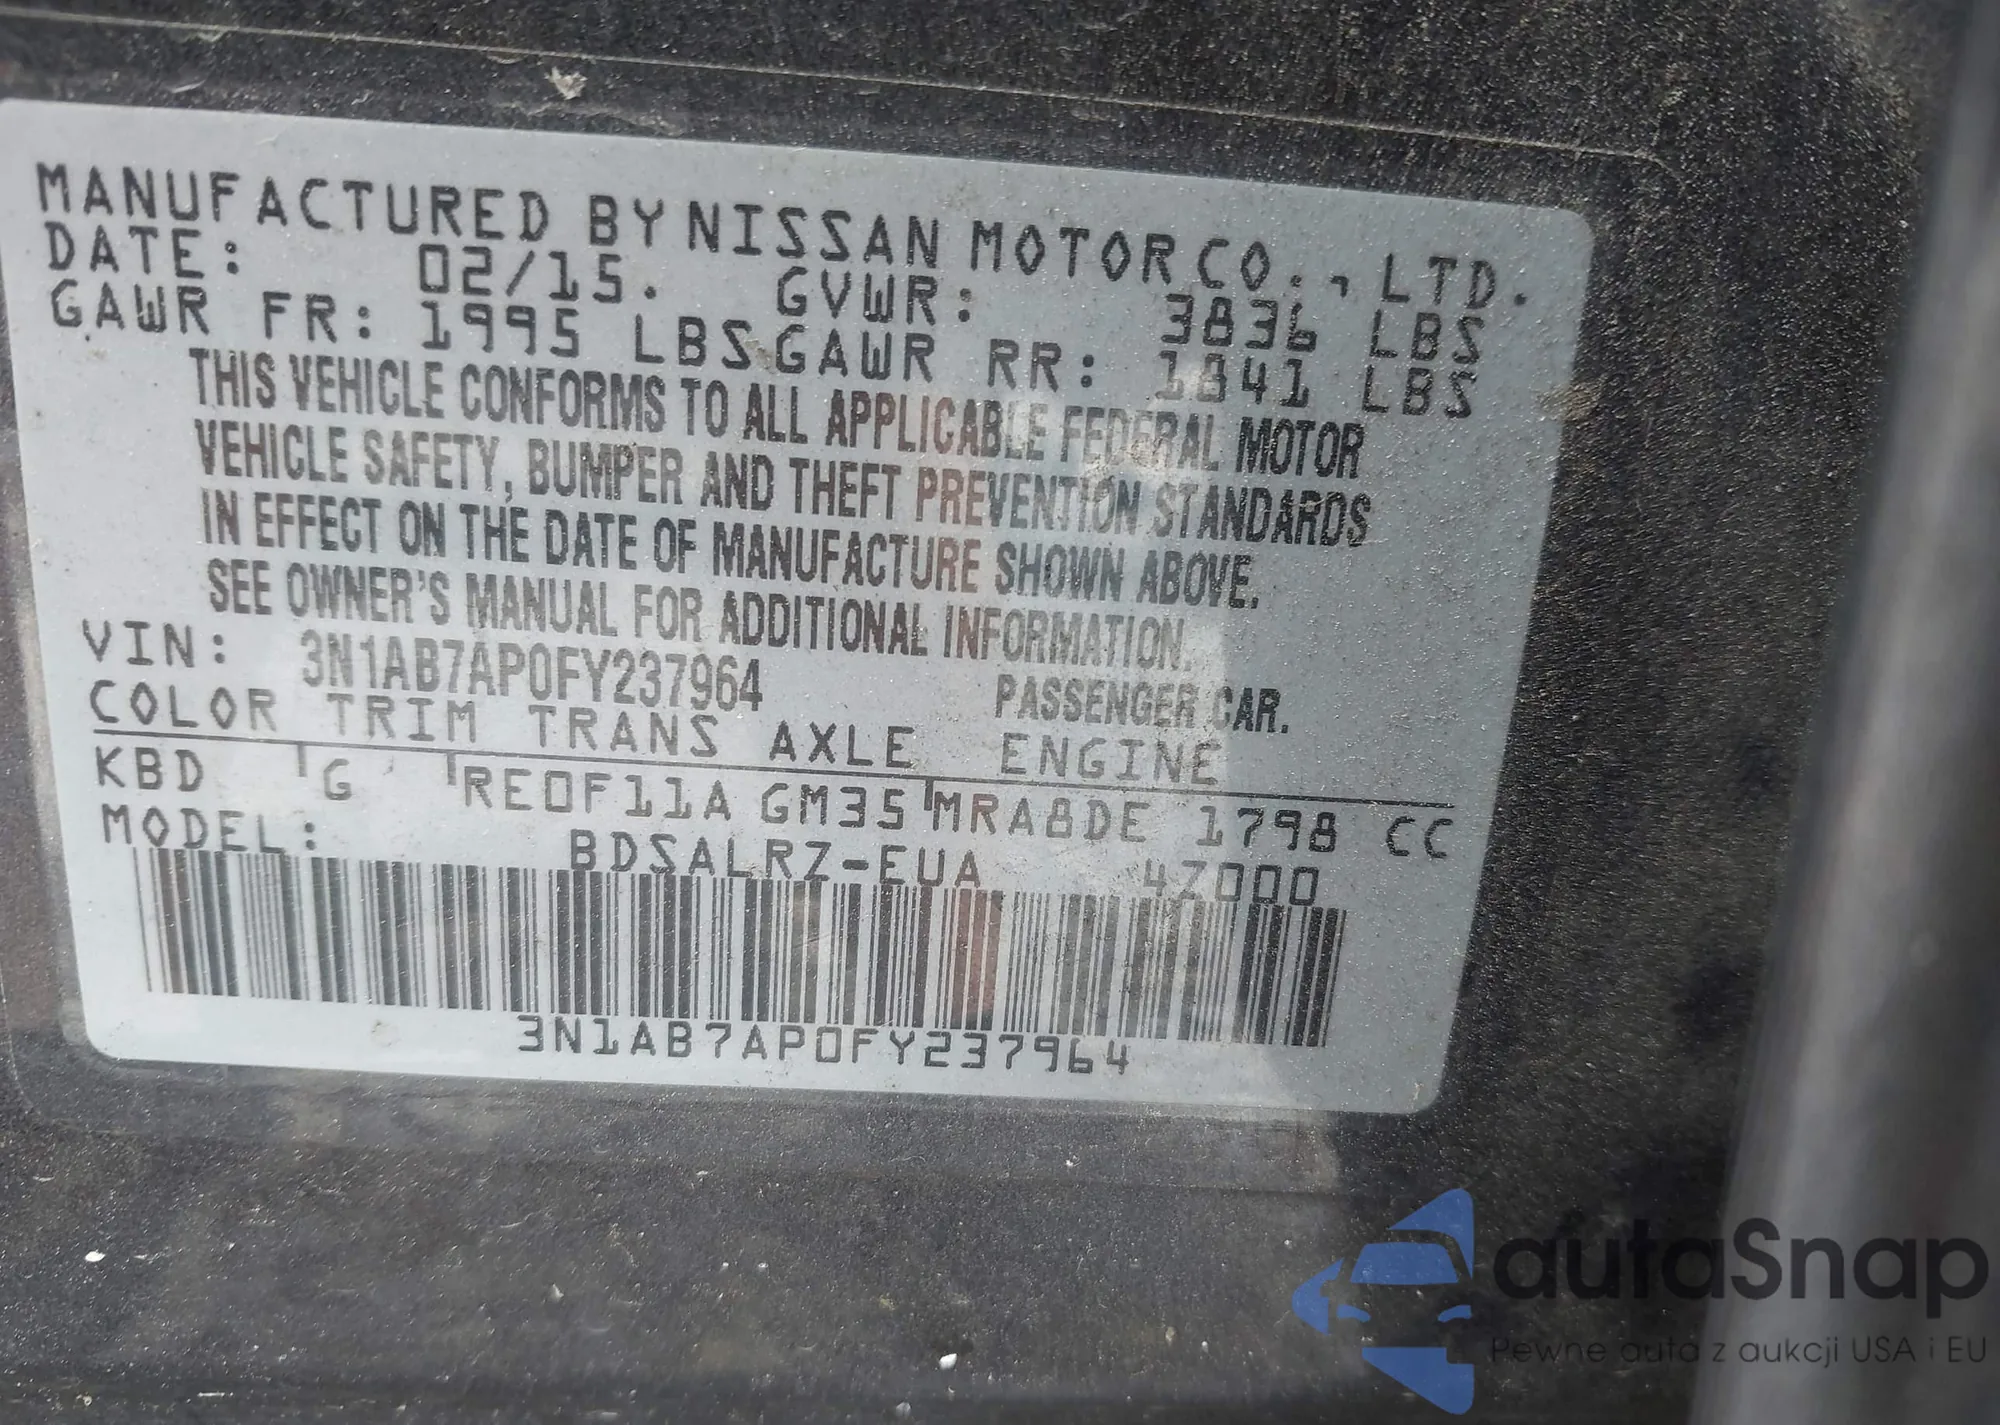 MANUFACTURED BY NISSAN MOTOR CO., LTD.
DATE: 02/15. GVWR: 3836 LBS
GAWR FR: 1995 LBS GAWR RR: 1841 LBS
THIS VEHICLE CONFORMS TO ALL APPLICABLE FEDERAL MOTOR
VEHICLE SAFETY, BUMPER AND THEFT PREVENTION STANDARDS
IN EFFECT ON THE DATE OF MANUFACTURE SHOWN ABOVE.
SEE OWNER'S MANUAL FOR ADDITIONAL INFORMATION.
VIN: 3N1AB7AP0FY237964 PASSENGER CAR.
COLOR TRIM TRANS AXLE ENGINE
KBD G RE0F11A GM35 MRA8DE 1798 CC
MODEL: BDSALRZ-EUA 4Z000
3N1AB7AP0FY237964
autaSnap
Pewne auta z aukcji USA i EU